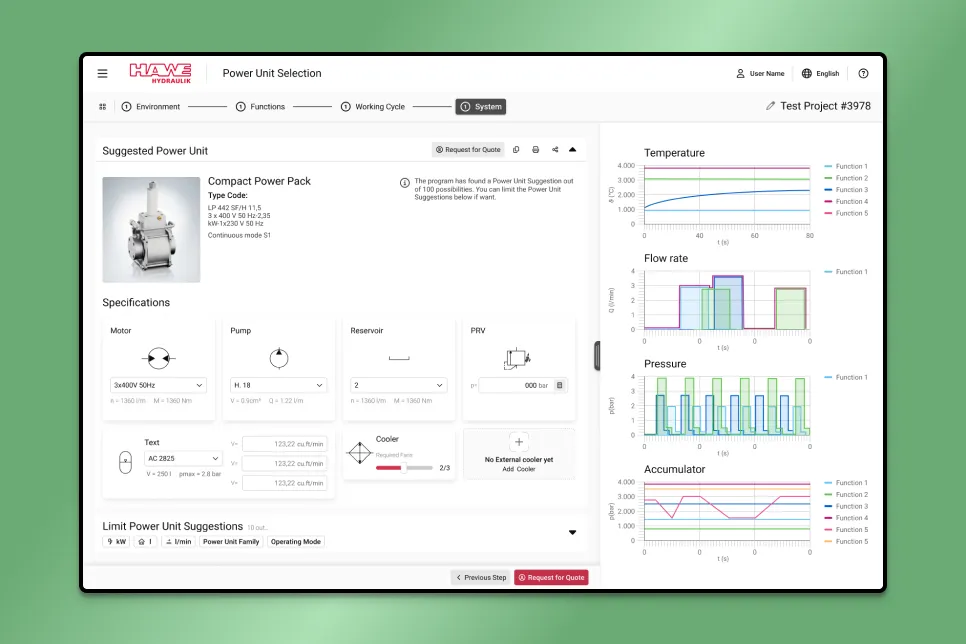 HAWE
HYDRAULIK
Power Unit Selection
User Name
English
1 Environment
1 Functions
1 Working Cycle
1 System
Test Project #3978
Suggested Power Unit
Request for Quote
Compact Power Pack
Type Code:
LP 442 SF/H 11,5
3 x 400 V 50 Hz-2,35
kW-1x230 V 50 Hz
Continuous mode S1
The program has found a Power Unit Suggestion out
of 100 possibilities. You can limit the Power Unit
Suggestions below if want.
Specifications
Motor
3x400V 50Hz
n = 1360 l/m M = 1360 Nm
Pump
H. 18
V = 0.9cm³ Q = 1.22 l/m
Reservoir
2
n = 1360 l/m M = 1360 Nm
PRV
p= 000 bar
Text
AC 2825
V = 250 l pmax = 2.8 bar
V= 123,22 cu.ft/min
V= 123,22 cu.ft/min
V= 123,22 cu.ft/min
Cooler
Required Fans
2/3
+
No External cooler yet
Add Cooler
Limit Power Unit Suggestions 10 out..
kW
l
l/min
Power Unit Family
Operating Mode
Previous Step
Request for Quote
Temperature
4.000
3.000
2.000
1.000
0
ϑ (°C)
0 40 60 80
t (s)
Function 1
Function 2
Function 3
Function 4
Function 5
Flow rate
4
3
2
1
0
Q (l/min)
0 0 0 0
t (s)
Function 1
Pressure
4
3
2
1
0
p(bar)
0 0 0 0
t (s)
Function 1
Accumulator
4.000
3.000
2.000
1.000
0
p(bar)
0 0 0 0
t (s)
Function 1
Function 2
Function 3
Function 4
Function 5
Function 5